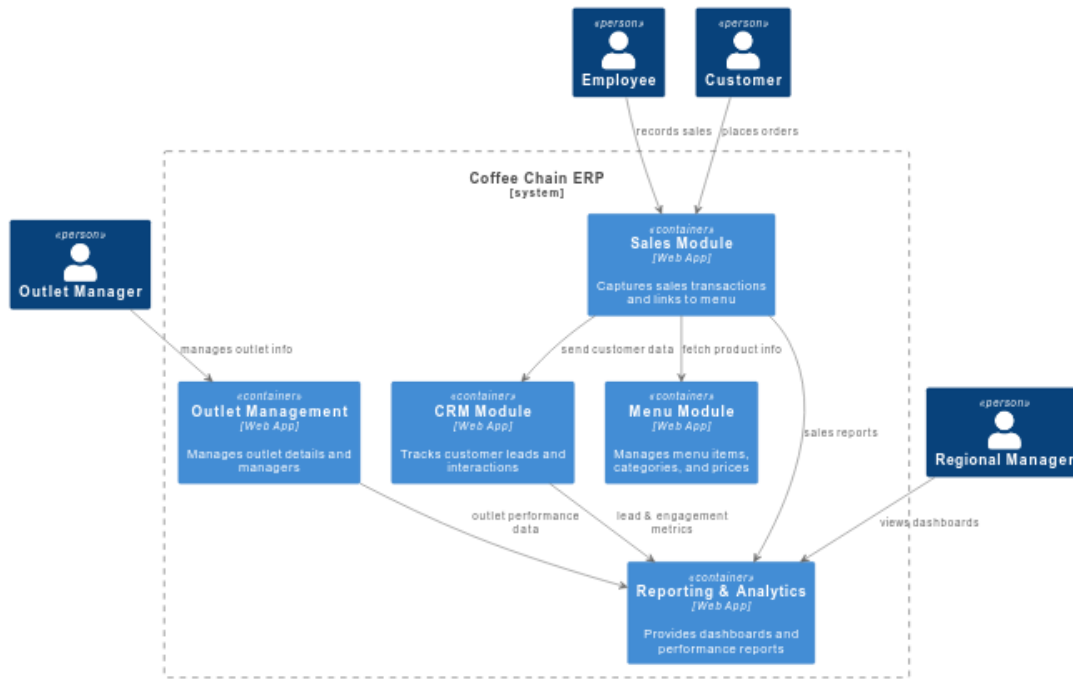 «person»
Employee
«person»
Customer
records sales
places orders
Coffee Chain ERP
[system]
«person»
Outlet Manager
«container»
Sales Module
[Web App]
Captures sales transactions
and links to menu
manages outlet info
send customer data
fetch product info
«container»
Outlet Management
[Web App]
Manages outlet details and
managers
«container»
CRM Module
[Web App]
Tracks customer leads and
interactions
«container»
Menu Module
[Web App]
Manages menu items,
categories, and prices
sales reports
«person»
Regional Manager
outlet performance
data
lead & engagement
metrics
views dashboards
«container»
Reporting & Analytics
[Web App]
Provides dashboards and
performance reports